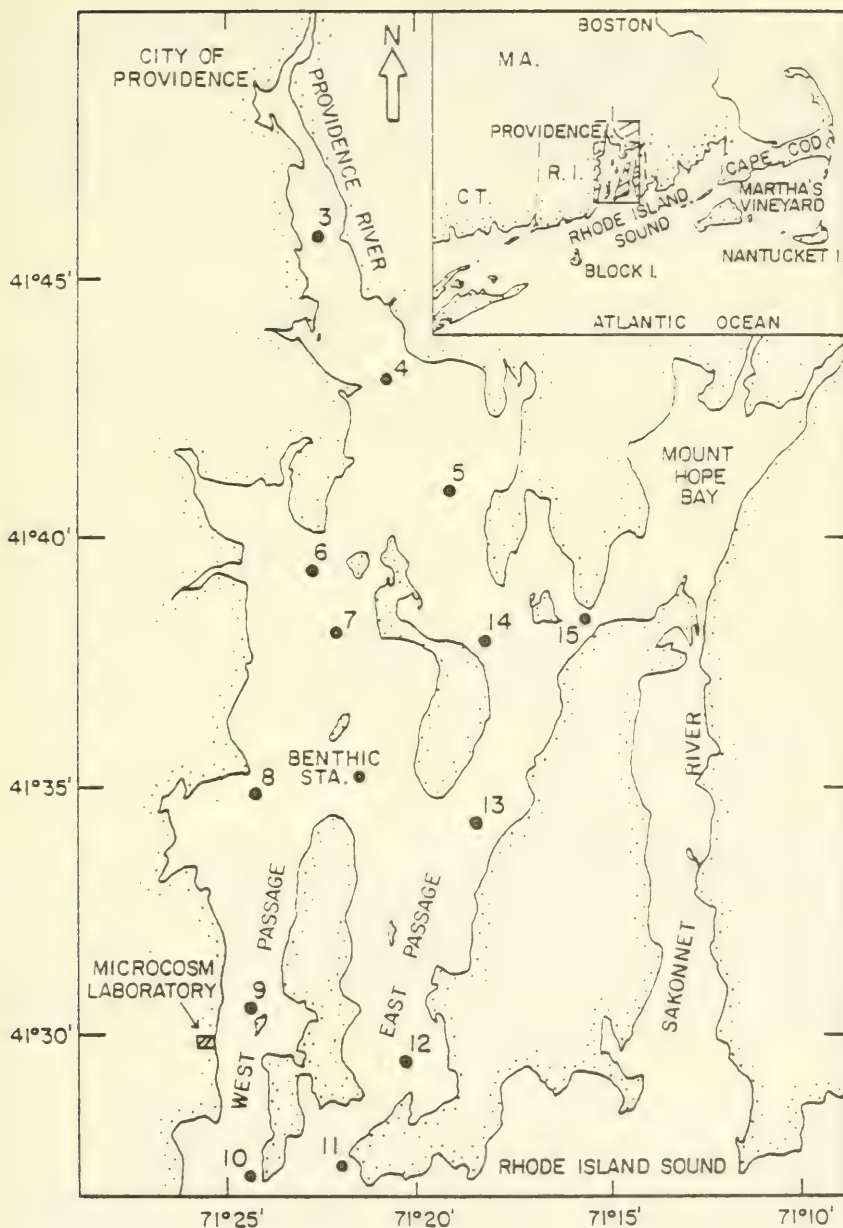 CITY OF
PROVIDENCE
N
PROVIDENCE
RIVER
BOSTON
MA.
PROVIDENCE
R. I.
CAPE COD
CT.
RHODE ISLAND
SOUND
MARTHA'S
VINEYARD
NANTUCKET I.
BLOCK I.
ATLANTIC OCEAN
3
41°45'
4
5
MOUNT
HOPE
BAY
41°40'
6
7
14
15
BENTHIC
STA.
41°35'
8
13
RIVER
SAKONNET
PASSAGE
WEST
PASSAGE
EAST
MICROCOSM
LABORATORY
9
41°30'
12
10
11
RHODE ISLAND SOUND
71°25'
71°20'
71°15'
71°10'